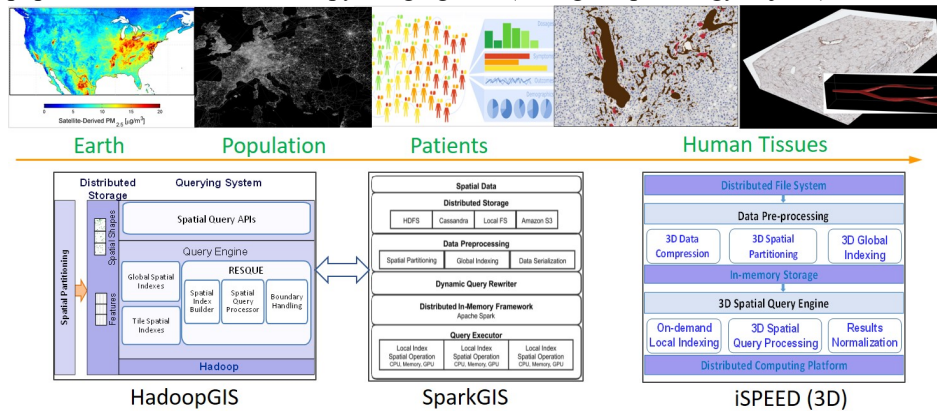 0 5 10 15 20
Satellite-Derived PM2.5 [μg/m³]
Earth Population Patients Human Tissues
Distributed Storage
Querying System
Spatial Partitioning
Spatial Shapes
Features
Spatial Query APIs
Query Engine
Global Spatial Indexes
Tile Spatial Indexes
RESQUE
Spatial Index Builder
Spatial Query Processor
Boundary Handling
Hadoop
HadoopGIS
Spatial Data
Distributed Storage
HDFS Cassandra Local FS Amazon S3
Data Preprocessing
Spatial Partitioning Global Indexing Data Serialization
Dynamic Query Rewriter
Distributed In-Memory Framework
Apache Spark
Query Executor
Local Index Local Index Local Index
Spatial Operation Spatial Operation Spatial Operation
CPU, Memory, GPU CPU, Memory, GPU CPU, Memory, GPU
SparkGIS
Distributed File System
Data Pre-processing
3D Data Compression
3D Spatial Partitioning
3D Global Indexing
In-memory Storage
3D Spatial Query Engine
On-demand Local Indexing
3D Spatial Query Processing
Results Normalization
Distributed Computing Platform
iSPEED (3D)